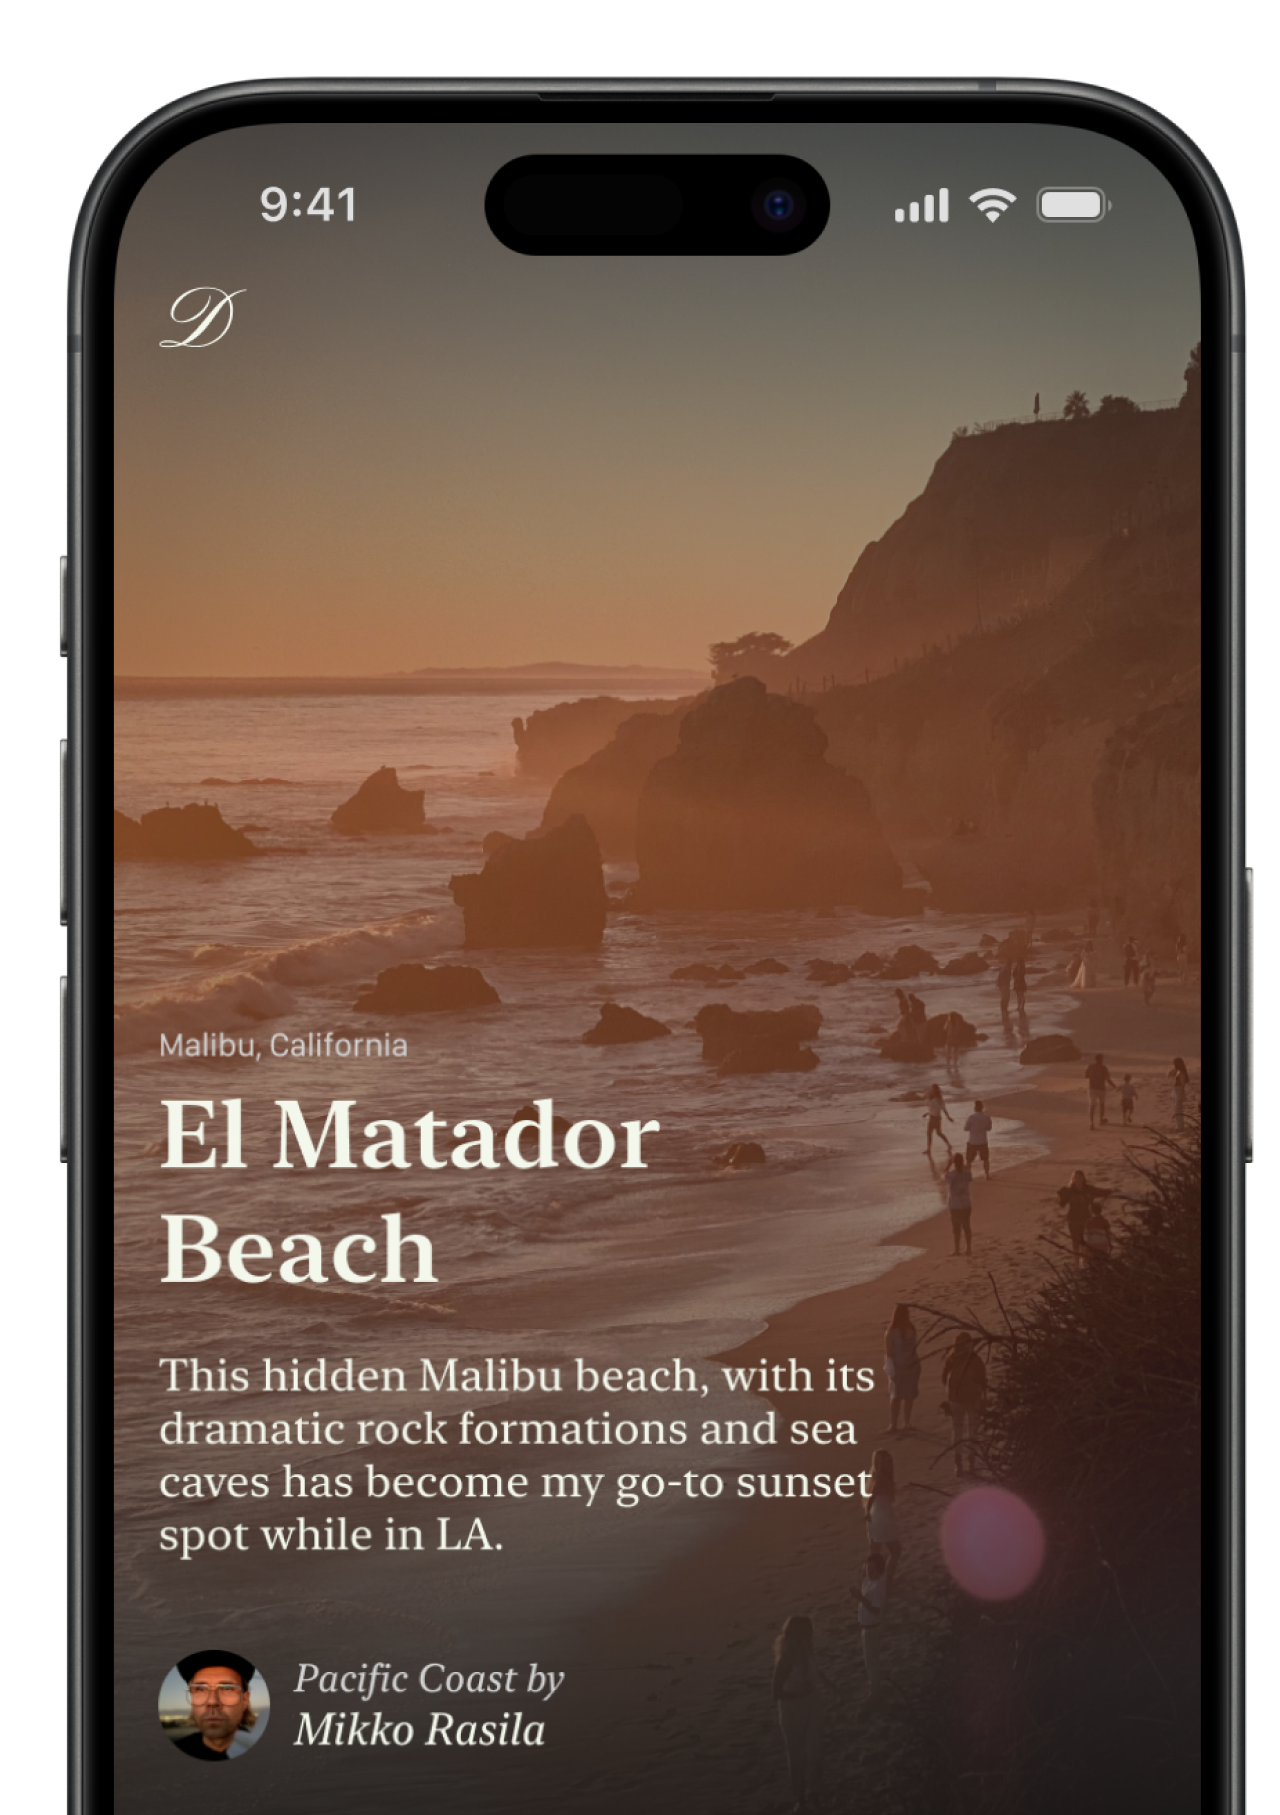 9:41
D
Malibu, California
El Matador
Beach
This hidden Malibu beach, with its
dramatic rock formations and sea
caves has become my go-to sunset
spot while in LA.
Pacific Coast by
Mikko Rasila